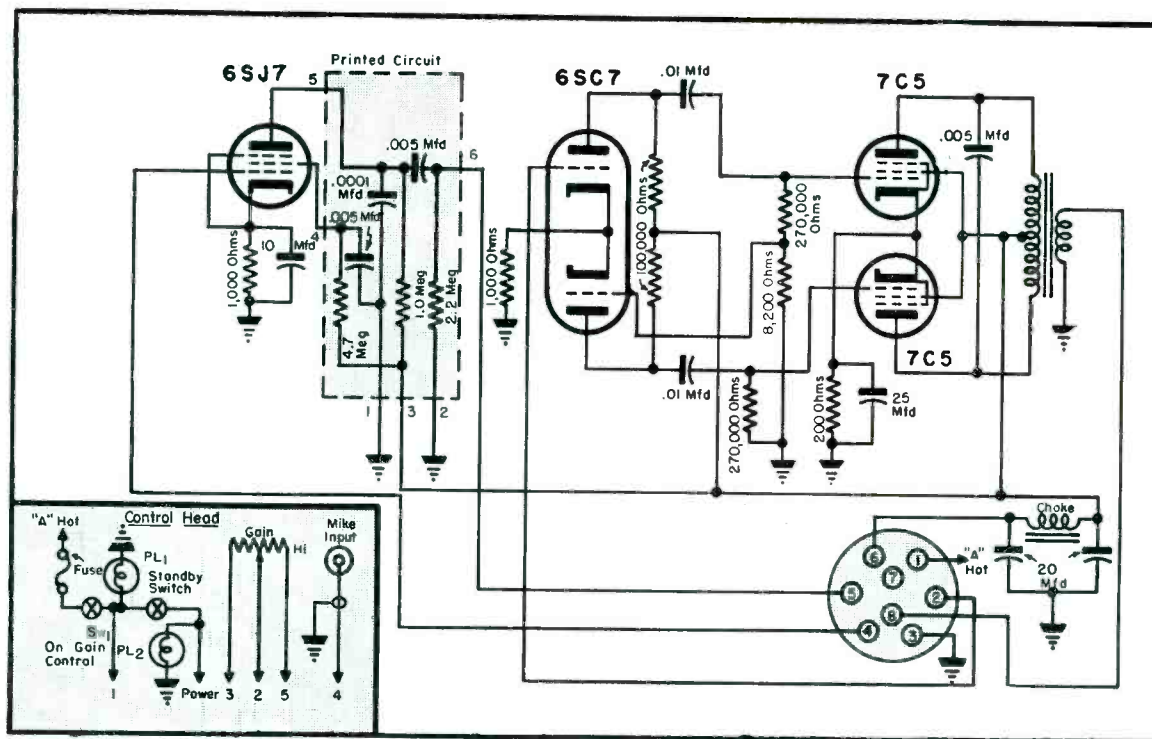 6SJ7
Printed Circuit
5
.005 Mfd
6
.0001
Mfd
.005 Mfd
4
10
Mfd
1,000 Ohms
4.7
Meg
1.0 Meg
2.2 Meg
1
3
2
6SC7
.01 Mfd
1,000 Ohms
100,000 Ohms
270,000
Ohms
8,200 Ohms
.01 Mfd
270,000 Ohms
7C5
.005
Mfd
7C5
200 Ohms
25
Mfd
Control Head
"A" Hot
Fuse
PL1
Standby
Switch
Sw1
On Gain
Control
PL2
1
Power
Gain
Hi
3
2
5
Mike
Input
4
Choke
20
Mfd
"A"
Hot
6
1
7
5
2
8
4
3